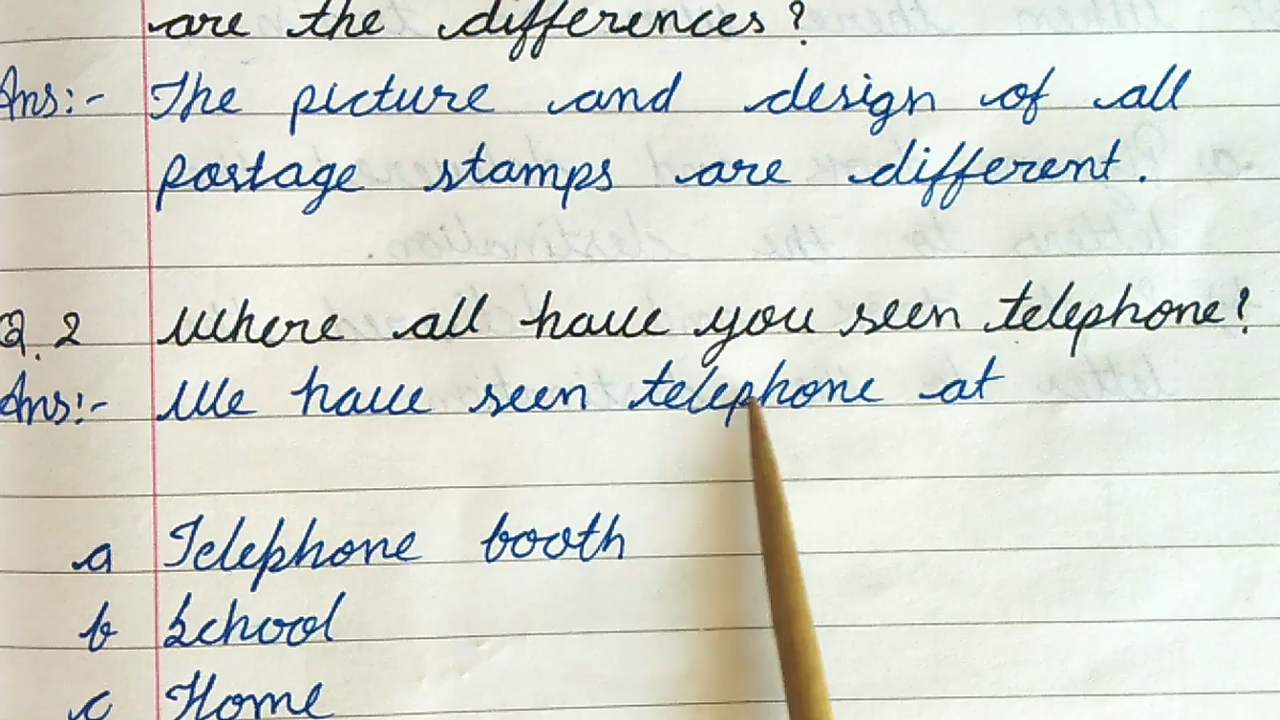 are the differences?
Ans:- The picture and design of all
postage stamps are different.
Q.2 Where all have you seen telephone?
Ans:- We have seen telephone at
a Telephone booth
b School
c Home